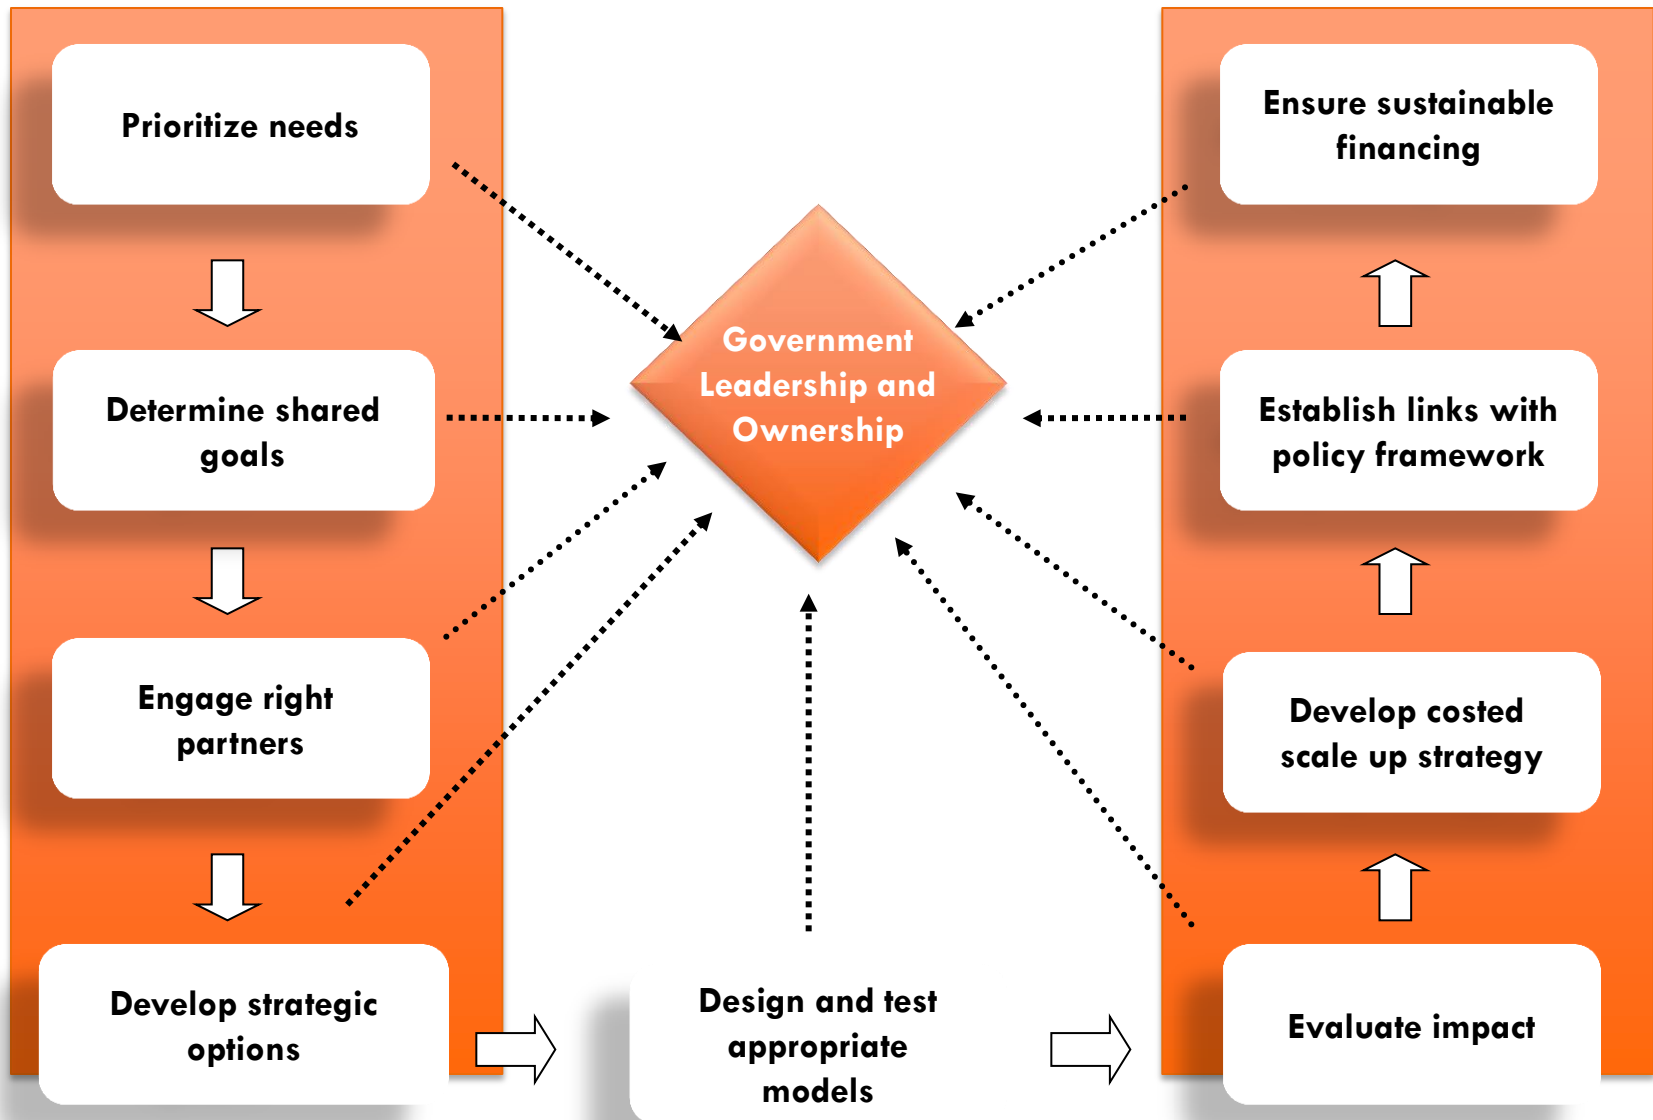 Prioritize needs
Determine shared
goals
Engage right
partners
Develop strategic
options
Government
Leadership and
Ownership
Design and test
appropriate
models
Ensure sustainable
financing
Establish links with
policy framework
Develop costed
scale up strategy
Evaluate impact